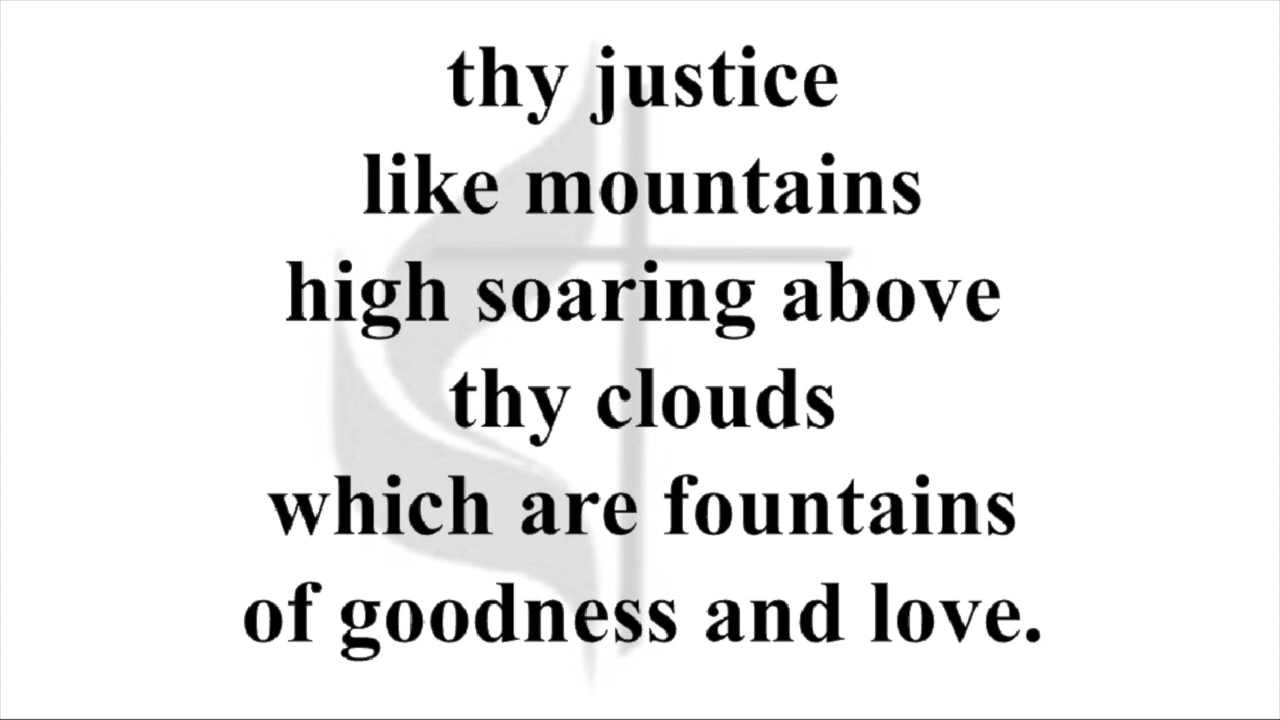 thy justice
like mountains
high soaring above
thy clouds
which are fountains
of goodness and love.